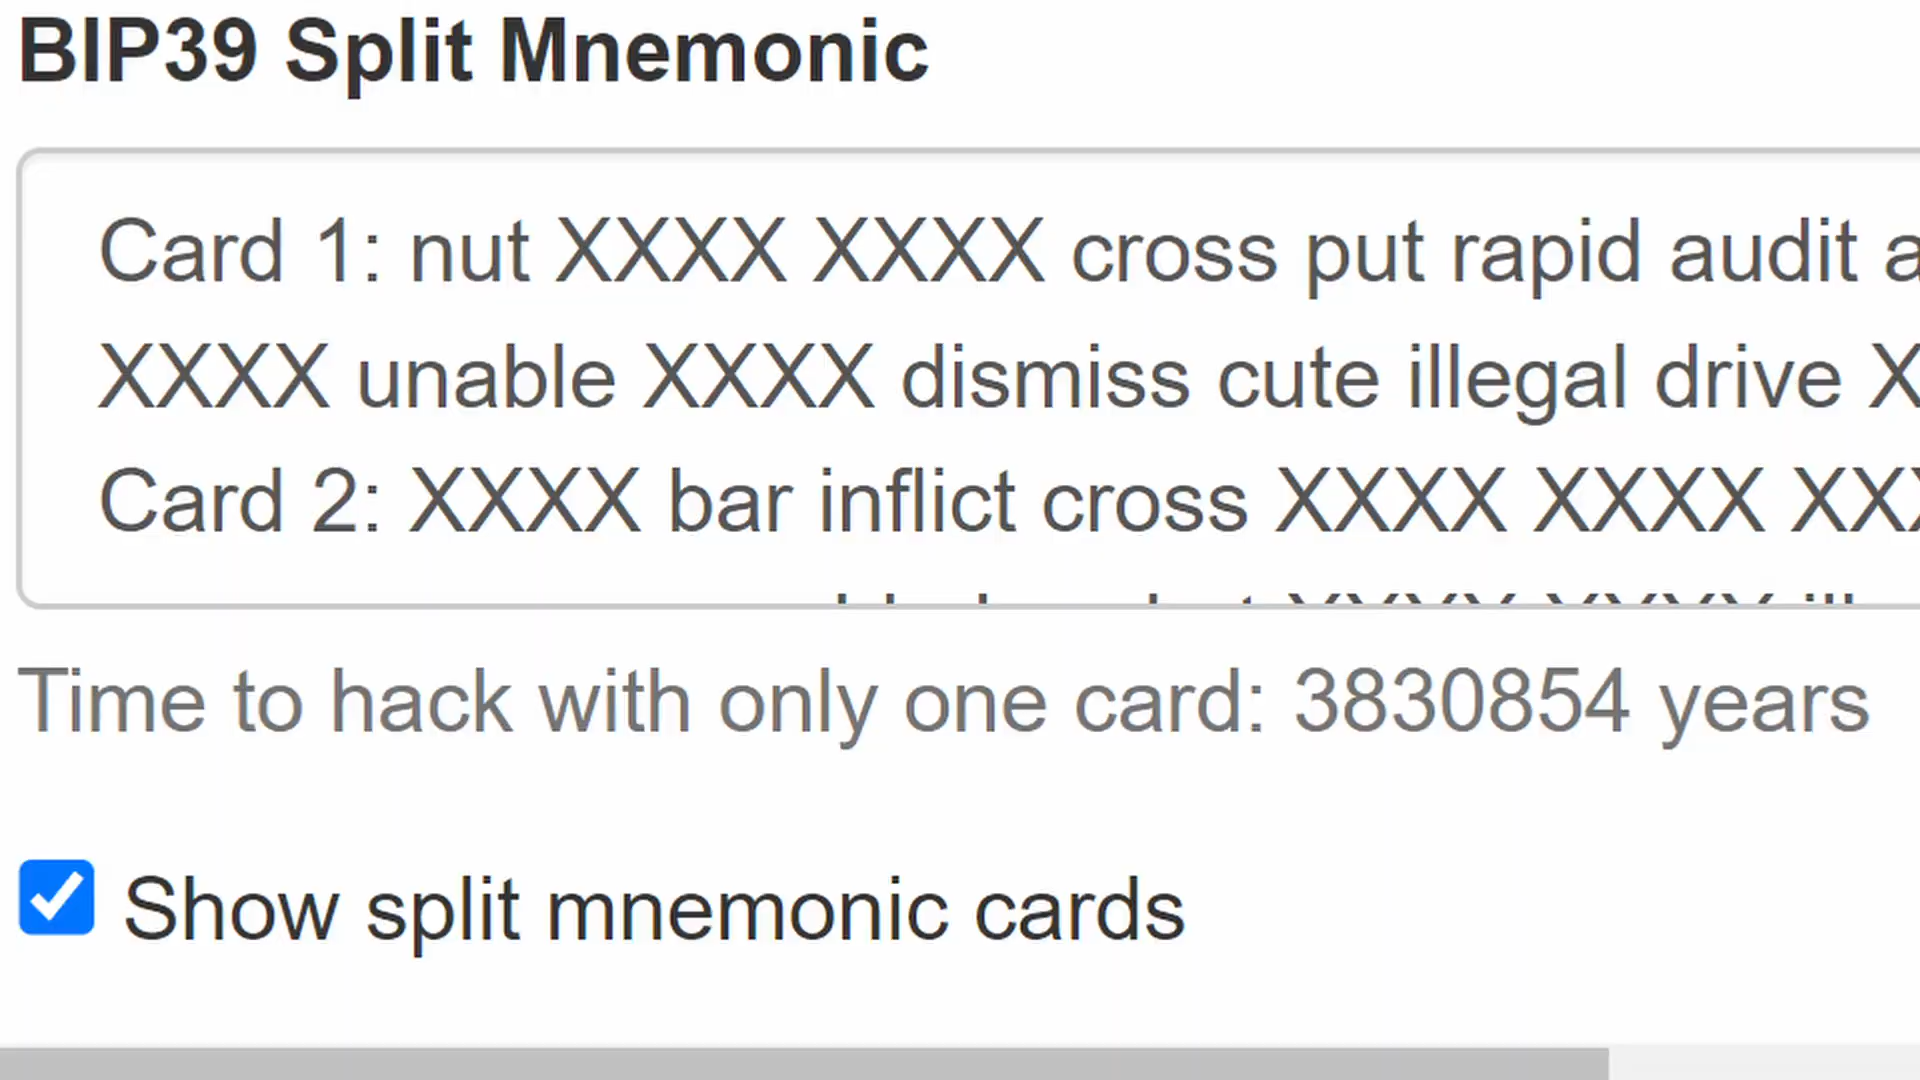 BIP39 Split Mnemonic
Card 1: nut XXXX XXXX cross put rapid audit
XXXX unable XXXX dismiss cute illegal drive
Card 2: XXXX bar inflict cross XXXX XXXX
Time to hack with only one card: 3830854 years
Show split mnemonic cards